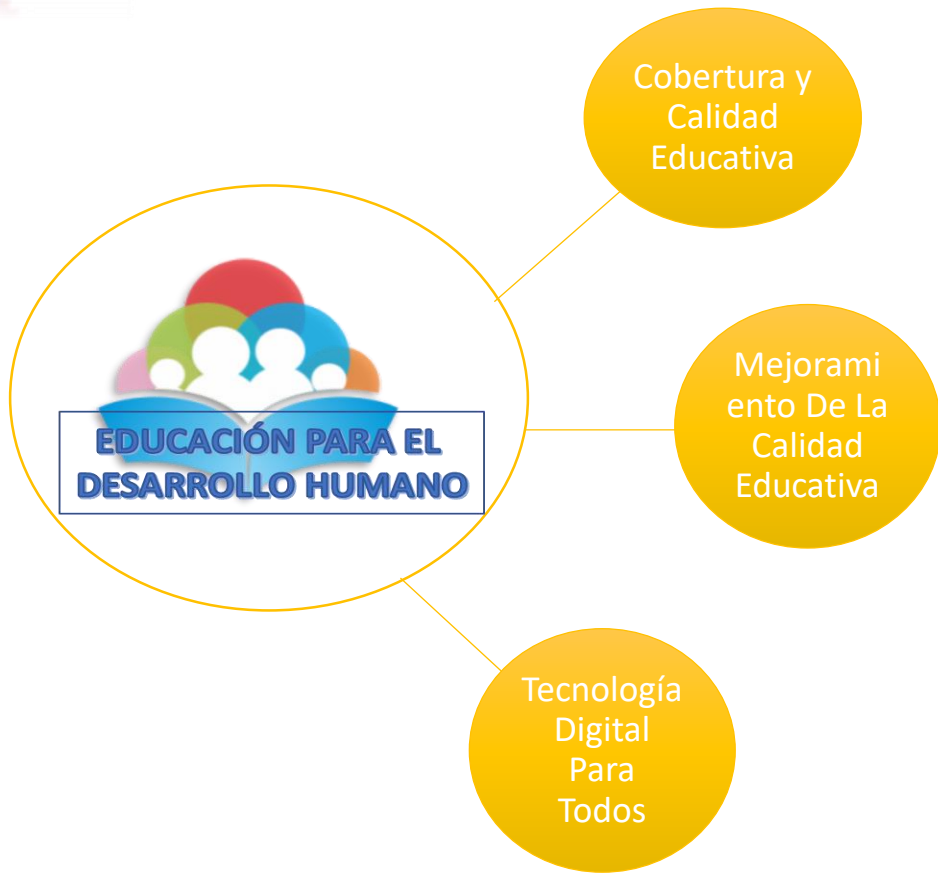 Cobertura y
Calidad
Educativa
EDUCACIÓN PARA EL
DESARROLLO HUMANO
Mejorami
ento De La
Calidad
Educativa
Tecnología
Digital
Para
Todos